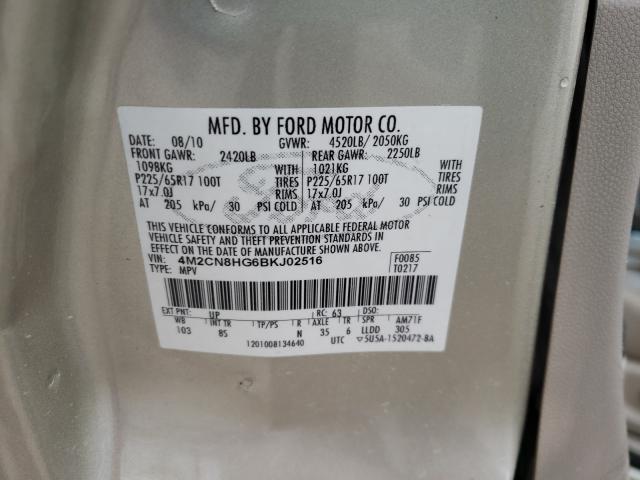 MFD. BY FORD MOTOR CO.
DATE: 08/10 GVWR: 4520LB/ 2050KG
FRONT GAWR: 2420LB REAR GAWR: 2250LB
1098KG WITH 1021KG WITH
P225/65R17 100T TIRES P225/65R17 100T TIRES
17x7.0J RIMS 17x7.0J RIMS
AT 205 kPa/ 30 PSI COLD AT 205 kPa/ 30 PSI COLD
THIS VEHICLE CONFORMS TO ALL APPLICABLE FEDERAL MOTOR
VEHICLE SAFETY AND THEFT PREVENTION STANDARDS IN
EFFECT ON THE DATE OF MANUFACTURE SHOWN ABOVE.
VIN: 4M2CN8HG6BKJ02516 F0085
TYPE: MPV T0217
EXT PNT: UP RC: 63 DSO:
WB INT TR TP/PS R AXLE TR SPR AM71F
103 85 N 35 6 LLDD 305
1201008134640 UTC ▽5U5A-1520472-BA